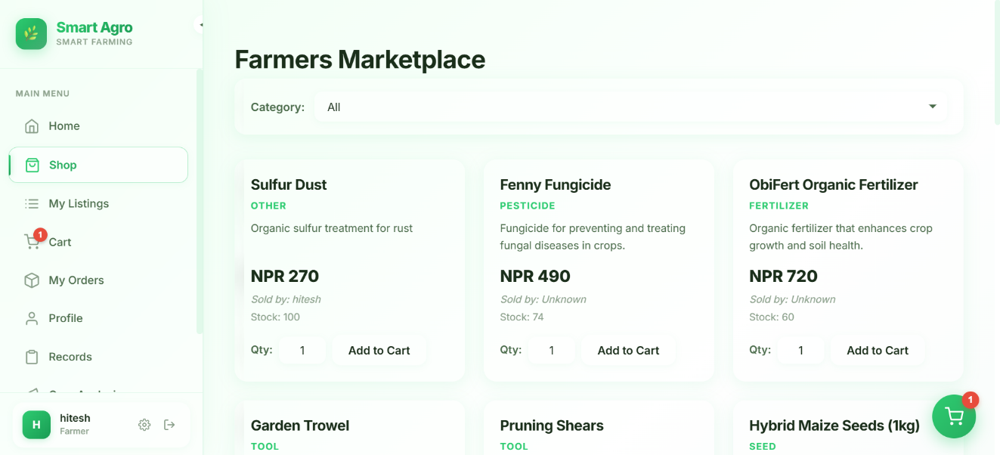 Smart Agro
SMART FARMING
MAIN MENU
Home
Shop
My Listings
1
Cart
My Orders
Profile
Records
H
hitesh
Farmer
Farmers Marketplace
Category:
All
Sulfur Dust
OTHER
Organic sulfur treatment for rust
NPR 270
Sold by: hitesh
Stock: 100
Qty: 1 Add to Cart
Fenny Fungicide
PESTICIDE
Fungicide for preventing and treating
fungal diseases in crops.
NPR 490
Sold by: Unknown
Stock: 74
Qty: 1 Add to Cart
ObiFert Organic Fertilizer
FERTILIZER
Organic fertilizer that enhances crop
growth and soil health.
NPR 720
Sold by: Unknown
Stock: 60
Qty: 1 Add to Cart
Garden Trowel
TOOL
Pruning Shears
TOOL
Hybrid Maize Seeds (1kg)
SEED
1